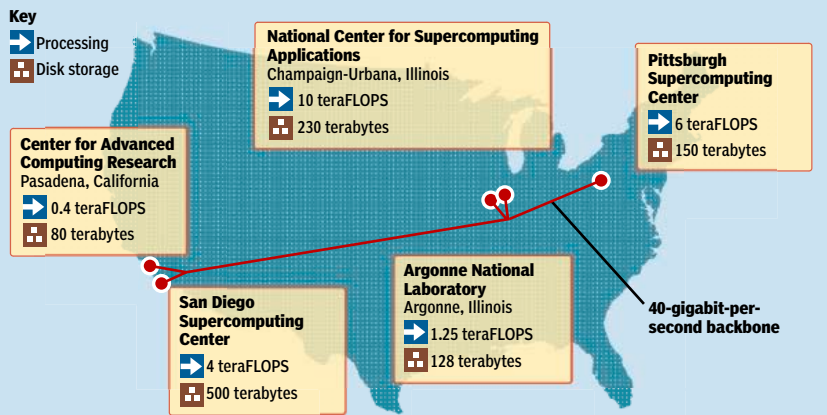 Key
Processing
Disk storage
National Center for Supercomputing
Applications
Champaign-Urbana, Illinois
10 teraFLOPS
230 terabytes
Pittsburgh
Supercomputing
Center
6 teraFLOPS
150 terabytes
Center for Advanced
Computing Research
Pasadena, California
0.4 teraFLOPS
80 terabytes
San Diego
Supercomputing
Center
4 teraFLOPS
500 terabytes
Argonne National
Laboratory
Argonne, Illinois
1.25 teraFLOPS
128 terabytes
40-gigabit-per-
second backbone